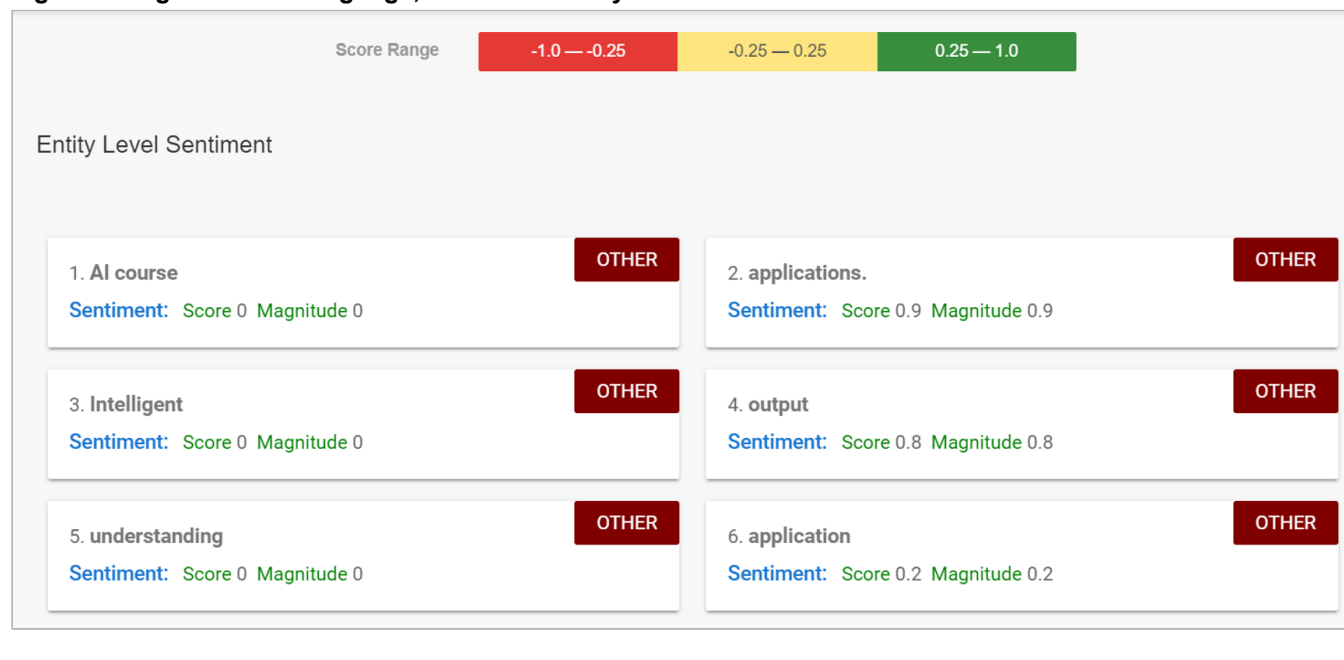 Score Range -1.0 — -0.25 -0.25 — 0.25 0.25 — 1.0
Entity Level Sentiment
OTHER
1. AI course
Sentiment: Score 0 Magnitude 0
OTHER
2. applications.
Sentiment: Score 0.9 Magnitude 0.9
OTHER
3. Intelligent
Sentiment: Score 0 Magnitude 0
OTHER
4. output
Sentiment: Score 0.8 Magnitude 0.8
OTHER
5. understanding
Sentiment: Score 0 Magnitude 0
OTHER
6. application
Sentiment: Score 0.2 Magnitude 0.2